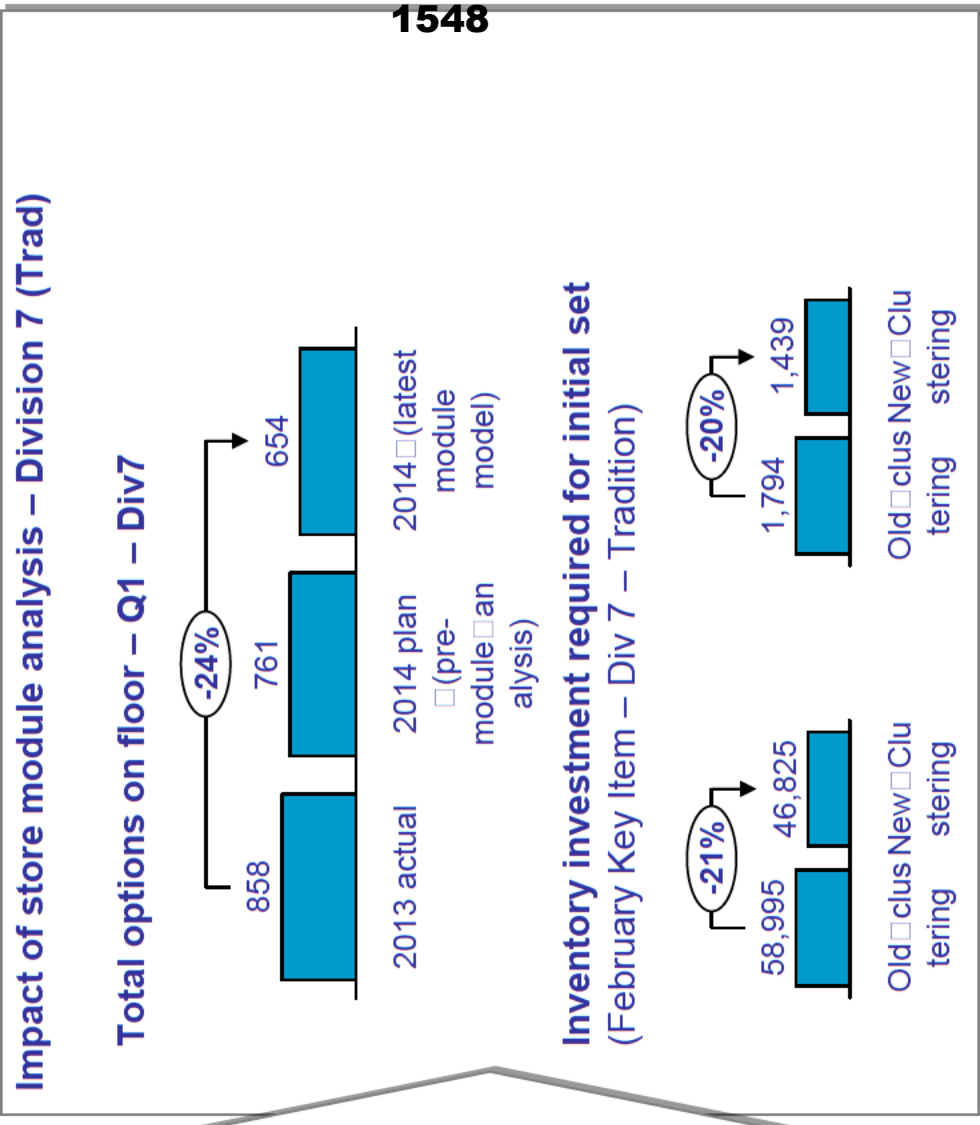 1548
Impact of store module analysis – Division 7 (Trad)
Total options on floor – Q1 – Div7
-24%
858
761
654
2013 actual
2014 plan
□(pre-
module□an
alysis)
2014□(latest
module
model)
Inventory investment required for initial set
(February Key Item – Div 7 – Tradition)
-21%
58,995
46,825
Old□clus
tering
New□Clu
stering
-20%
1,794
1,439
Old□clus
tering
New□Clu
stering